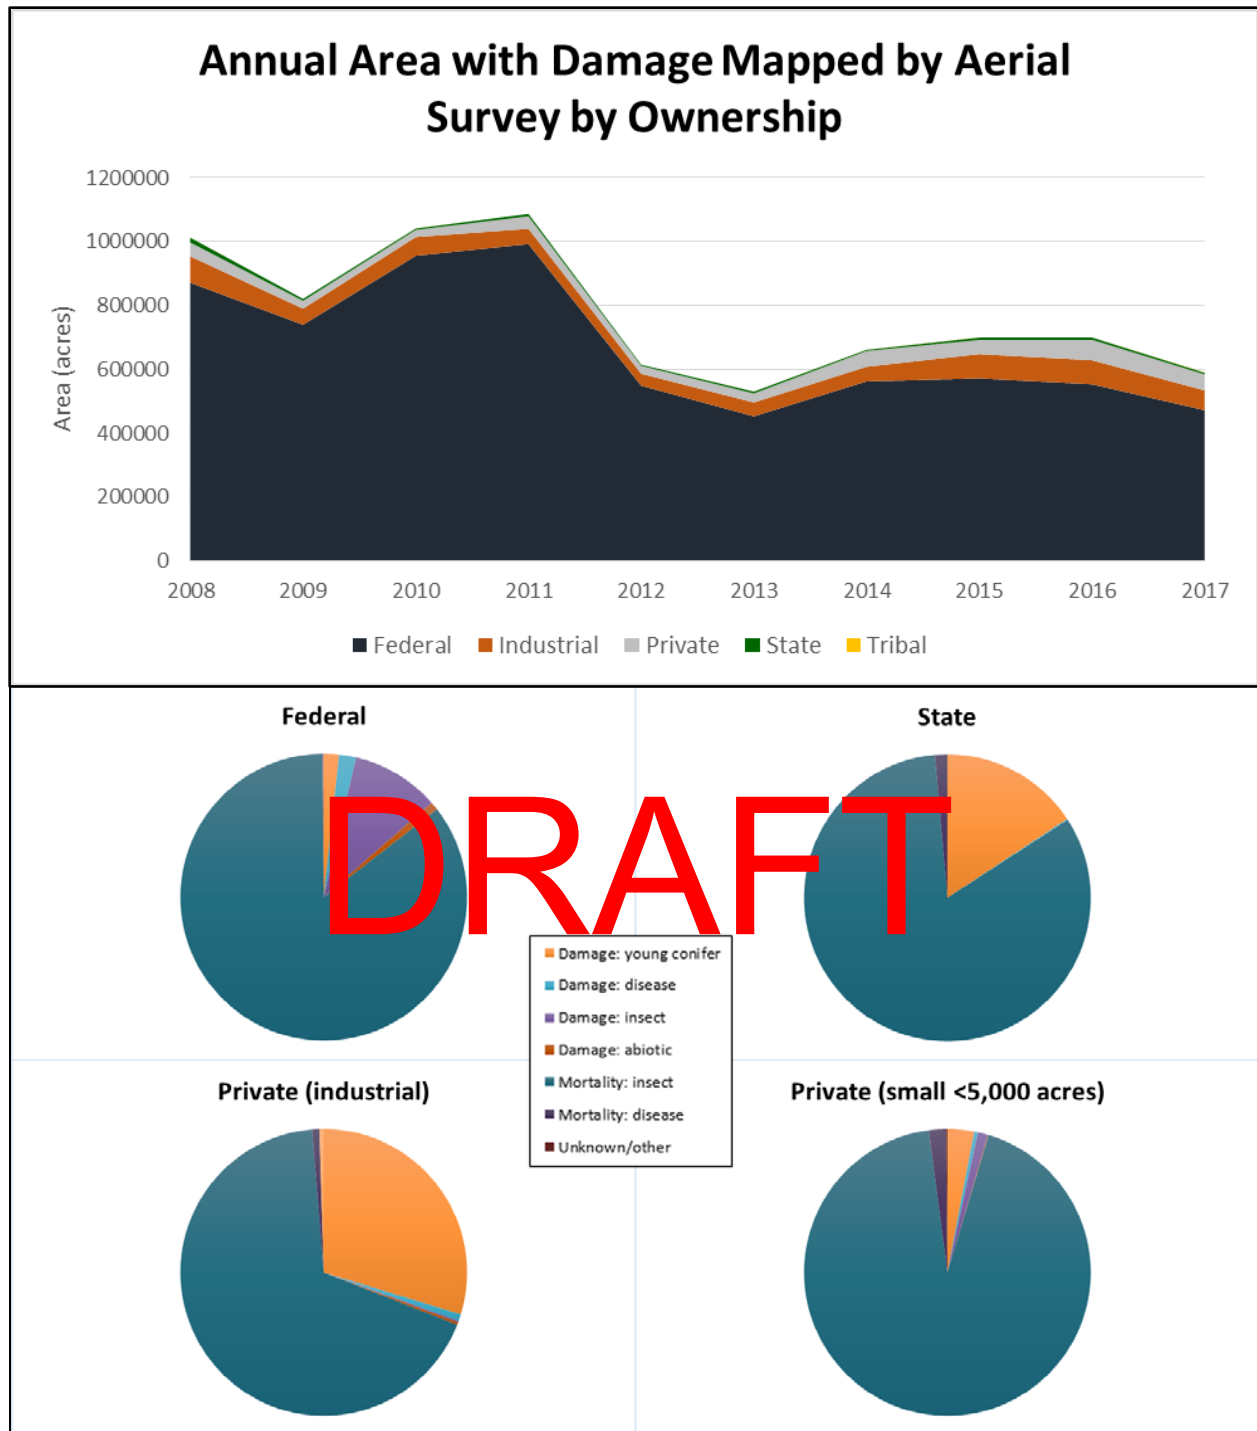 Annual Area with Damage Mapped by Aerial
Survey by Ownership
Area (acres)
1200000
1000000
800000
600000
400000
200000
0
2008 2009 2010 2011 2012 2013 2014 2015 2016 2017
Federal Industrial Private State Tribal
Federal
State
DRAFT
Damage: young conifer
Damage: disease
Damage: insect
Damage: abiotic
Mortality: insect
Mortality: disease
Unknown/other
Private (industrial)
Private (small <5,000 acres)